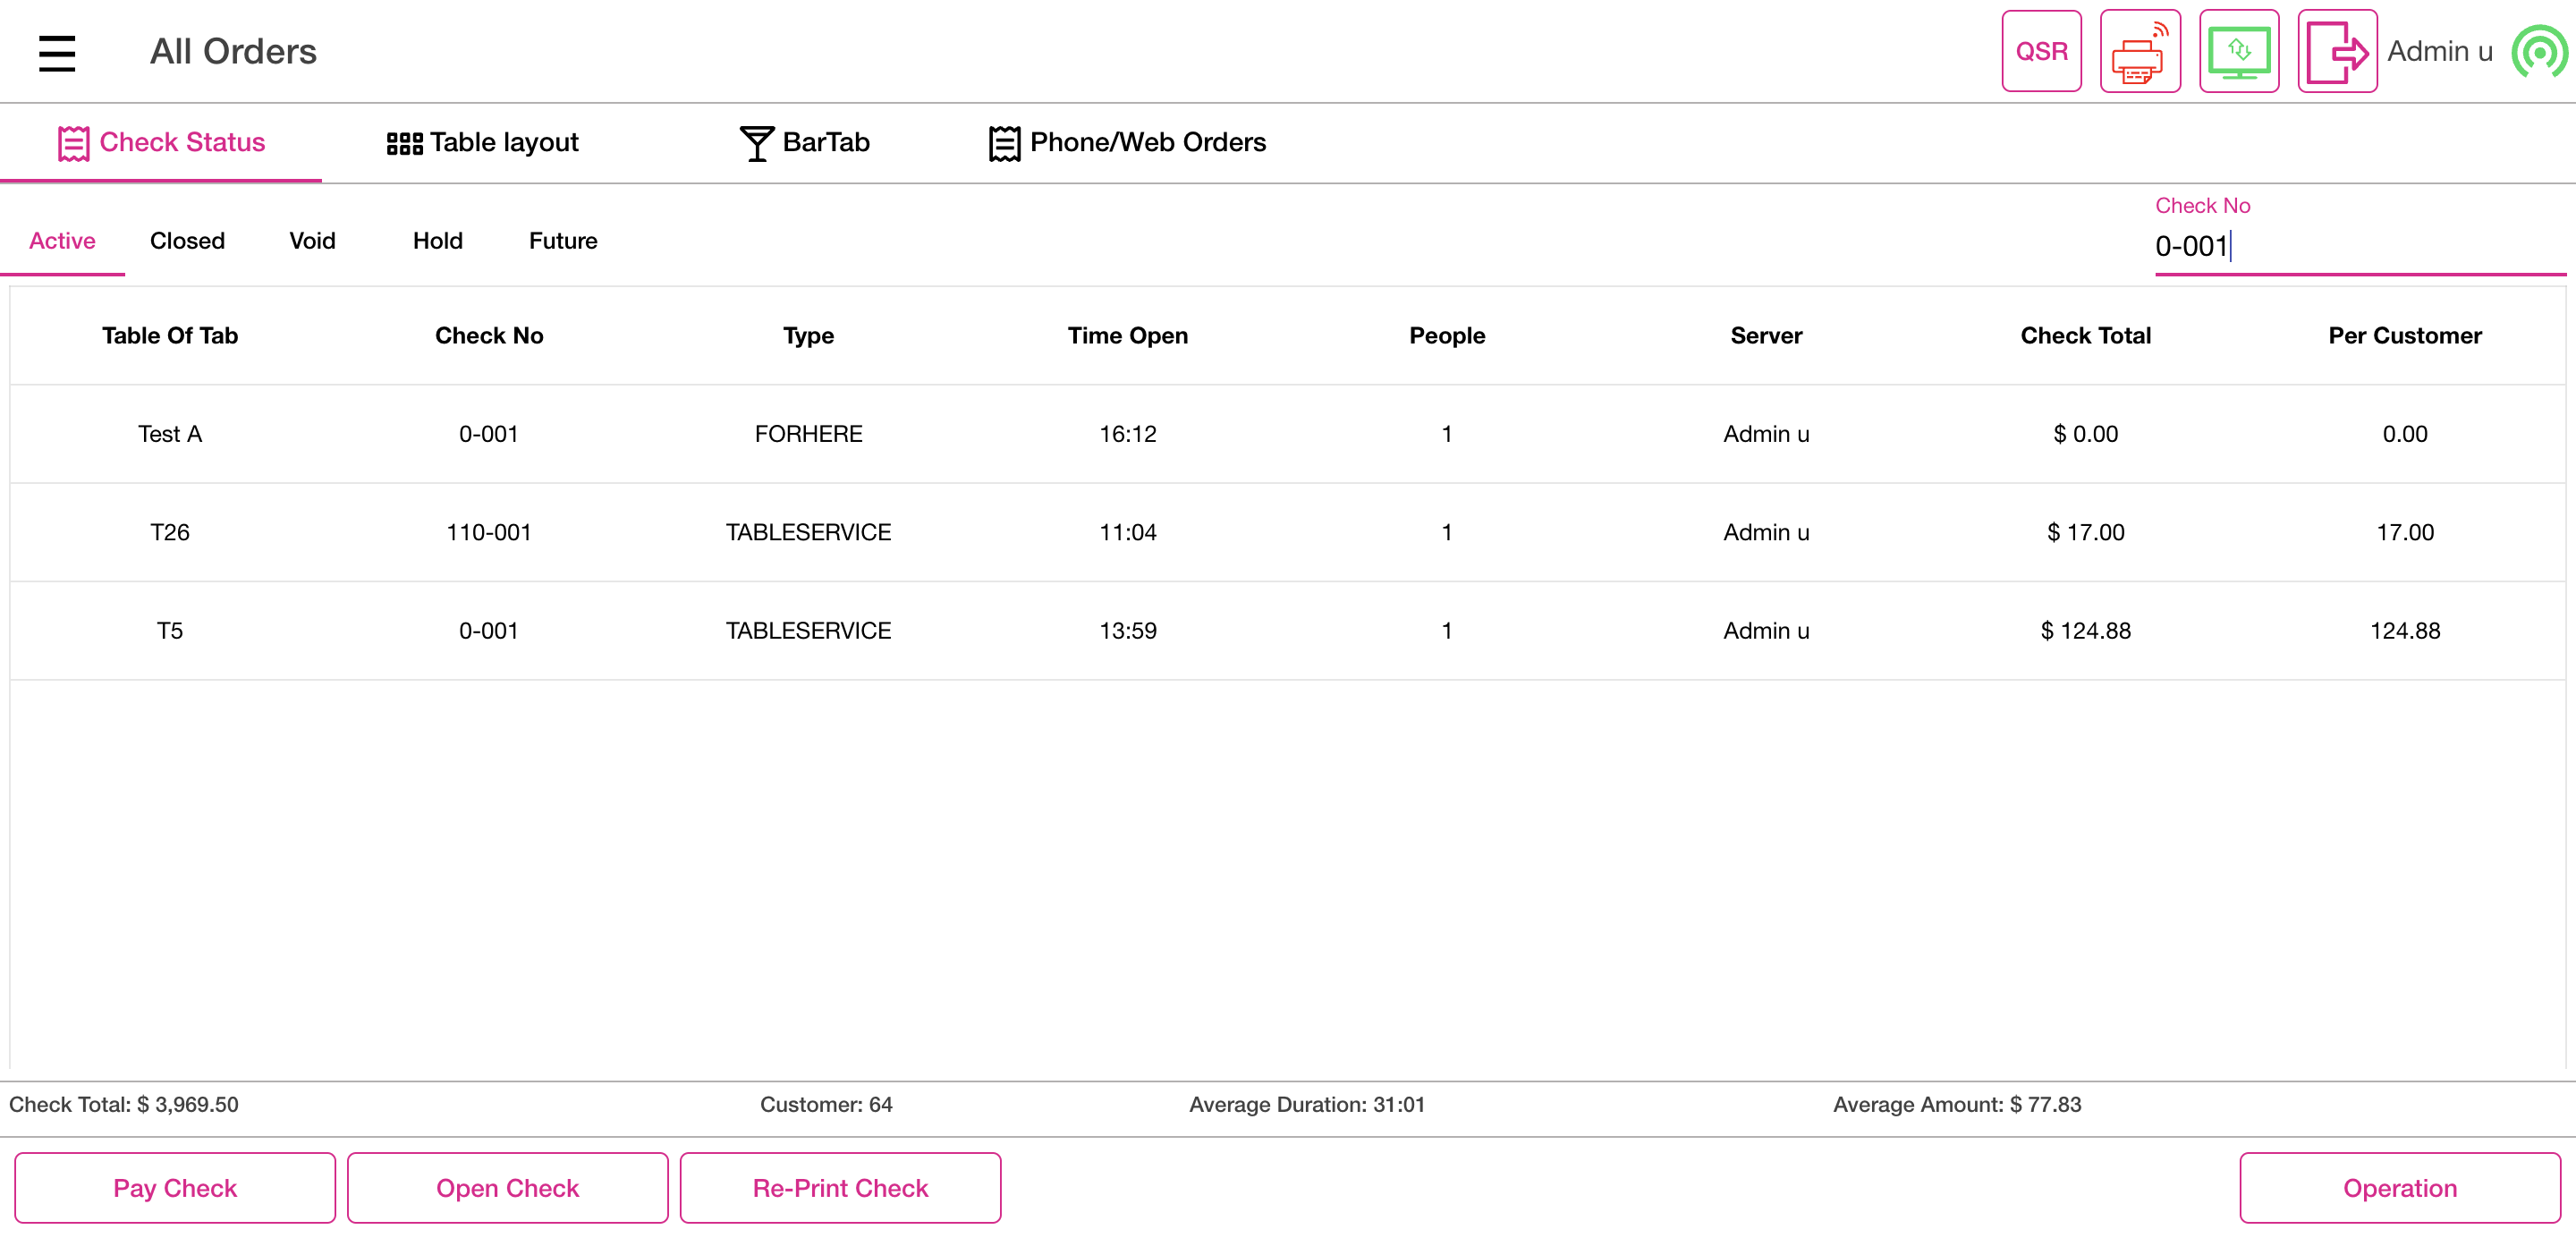 All Orders
QSR
Admin u
Check Status
Table layout
BarTab
Phone/Web Orders
Check No
Active
Closed
Void
Hold
Future
0-001
Table Of Tab Check No Type Time Open People Server Check Total Per Customer
Test A 0-001 FORHERE 16:12 1 Admin u $ 0.00 0.00
T26 110-001 TABLESERVICE 11:04 1 Admin u $ 17.00 17.00
T5 0-001 TABLESERVICE 13:59 1 Admin u $ 124.88 124.88
Check Total: $ 3,969.50 Customer: 64 Average Duration: 31:01 Average Amount: $ 77.83
Pay Check
Open Check
Re-Print Check
Operation